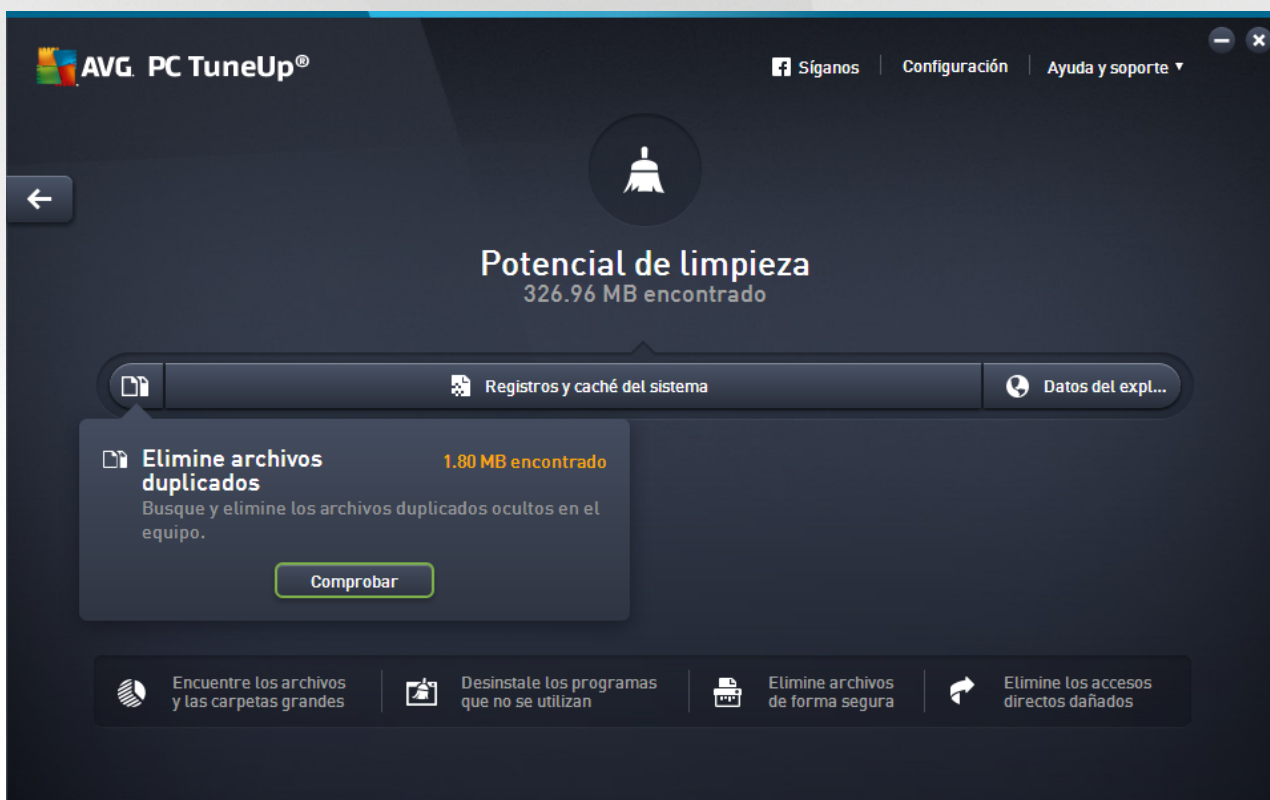 AVG. PC TuneUp®
Síganos
Configuración
Ayuda y soporte
Potencial de limpieza
326.96 MB encontrado
Registros y caché del sistema
Datos del expl...
Elimine archivos
duplicados
1.80 MB encontrado
Busque y elimine los archivos duplicados ocultos en el
equipo.
Comprobar
Encuentre los archivos
y las carpetas grandes
Desinstale los programas
que no se utilizan
Elimine archivos
de forma segura
Elimine los accesos
directos dañados